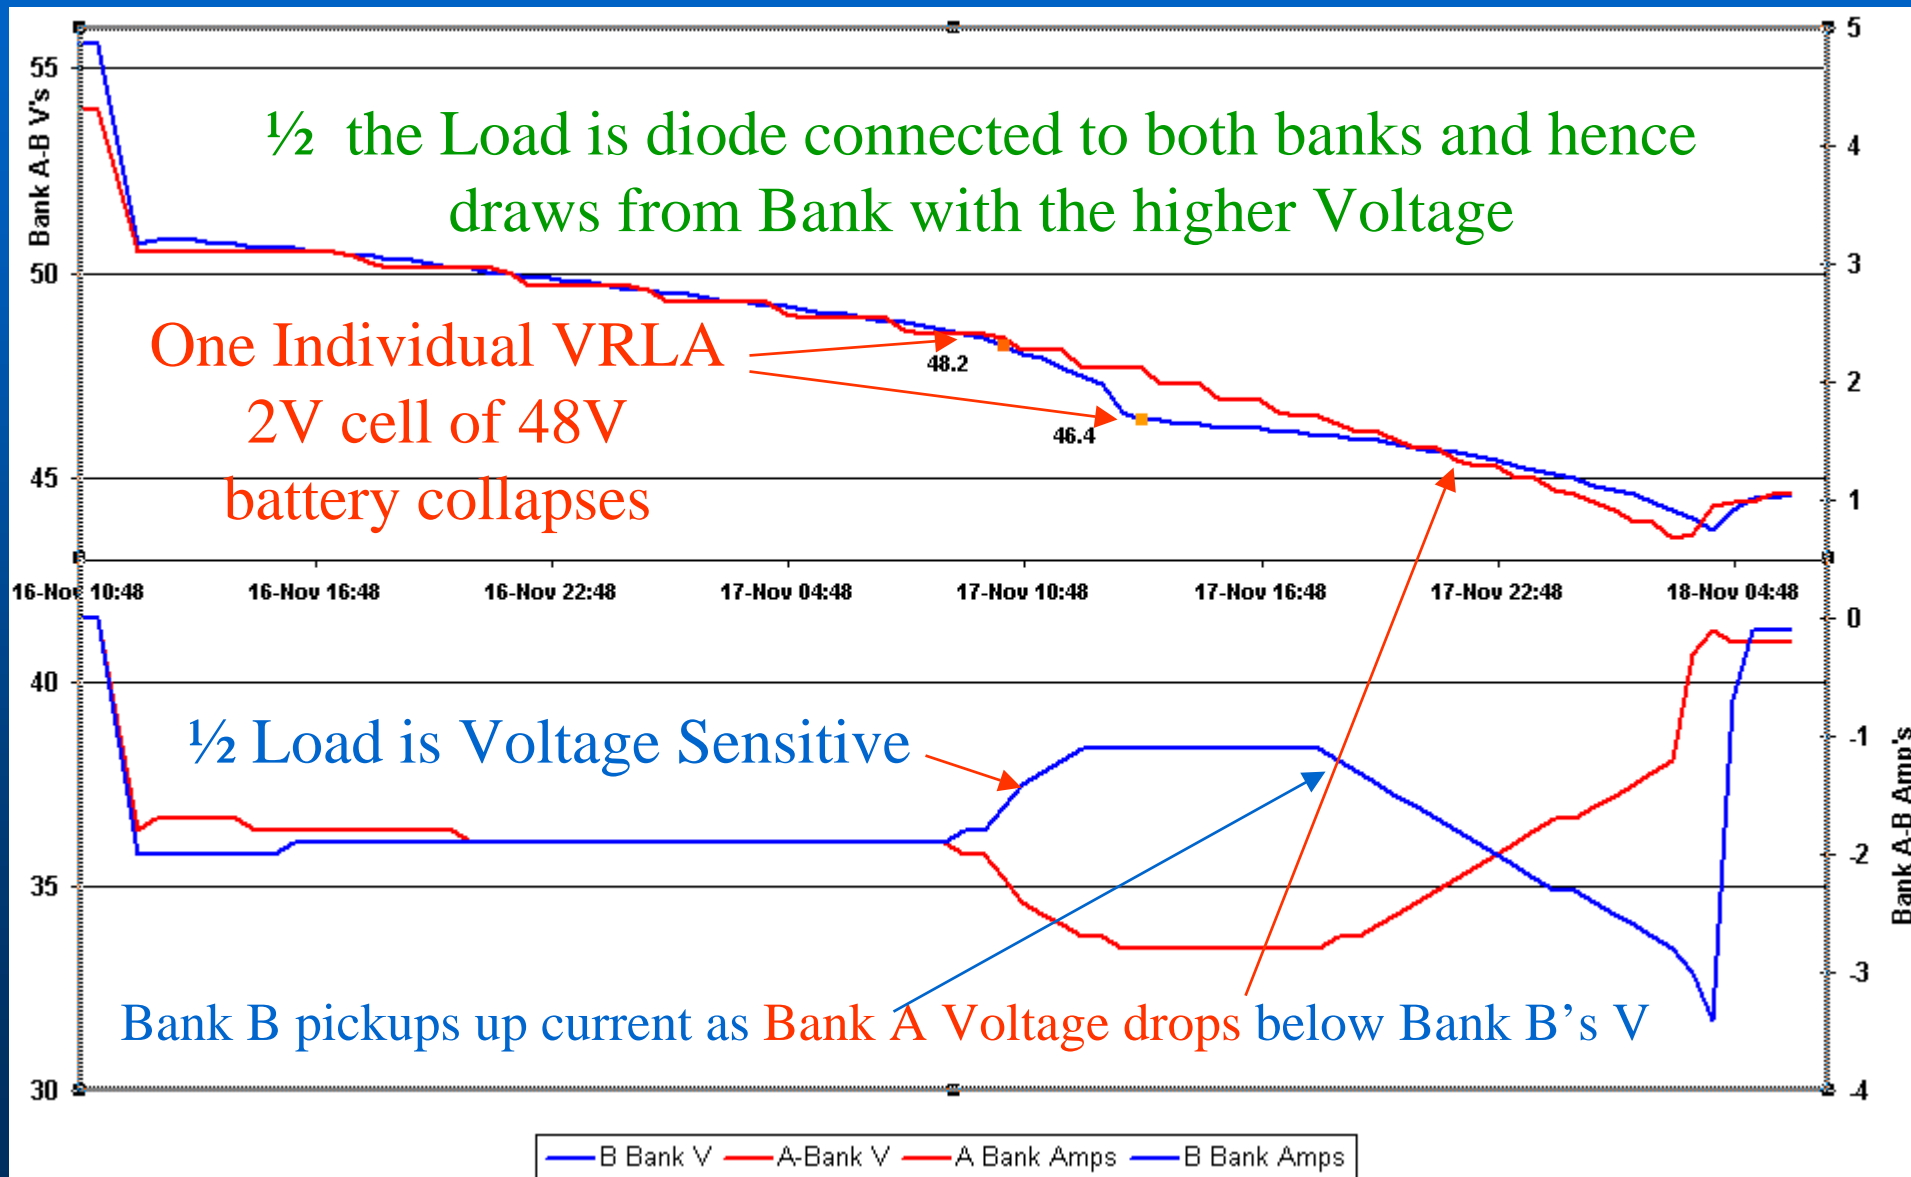 5
55
Bank A-B V's
½ the Load is diode connected to both banks and hence
draws from Bank with the higher Voltage
4
50
3
One Individual VRLA
2V cell of 48V
battery collapses
48.2
46.4
2
45
1
16-Nov 10:48 16-Nov 16:48 16-Nov 22:48 17-Nov 04:48 17-Nov 10:48 17-Nov 16:48 17-Nov 22:48 18-Nov 04:48
0
40
½ Load is Voltage Sensitive
-1
Bank A-B Amp's
-2
35
-3
Bank B pickups up current as Bank A Voltage drops below Bank B’s V
30
-4
B Bank V A-Bank V A Bank Amps B Bank Amps